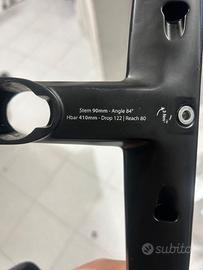 Stem 90mm - Angle 84°
Hbar 410mm - Drop 122 | Reach 80
subito